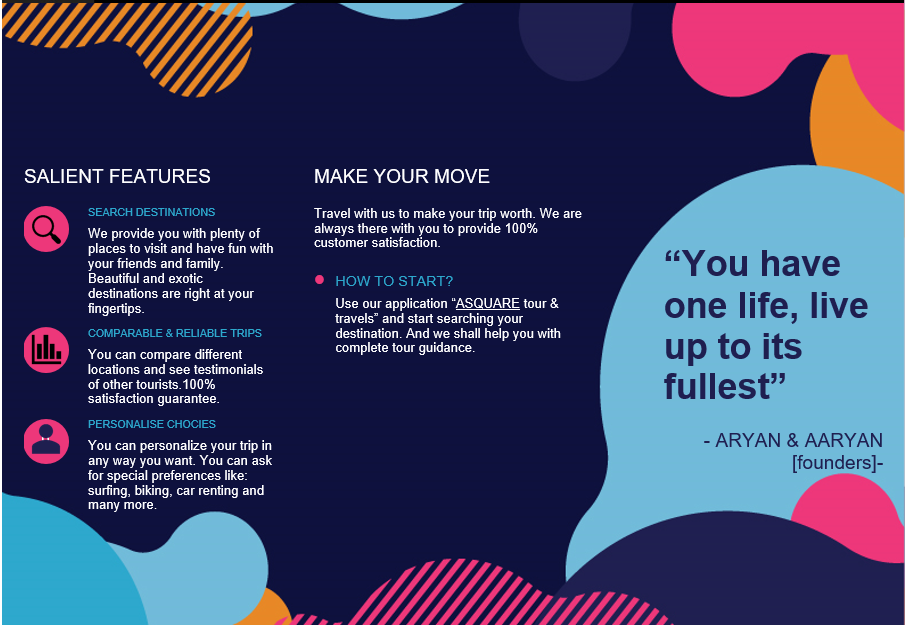 SALIENT FEATURES
SEARCH DESTINATIONS
We provide you with plenty of
places to visit and have fun with
your friends and family.
Beautiful and exotic
destinations are right at your
fingertips.
COMPARABLE & RELIABLE TRIPS
You can compare different
locations and see testimonials
of other tourists.100%
satisfaction guarantee.
PERSONALISE CHOCIES
You can personalize your trip in
any way you want. You can ask
for special preferences like:
surfing, biking, car renting and
many more.
MAKE YOUR MOVE
Travel with us to make your trip worth. We are
always there with you to provide 100%
customer satisfaction.
HOW TO START?
Use our application “ASQUARE tour &
travels” and start searching your
destination. And we shall help you with
complete tour guidance.
“You have
one life, live
up to its
fullest”
- ARYAN & AARYAN
[founders]-